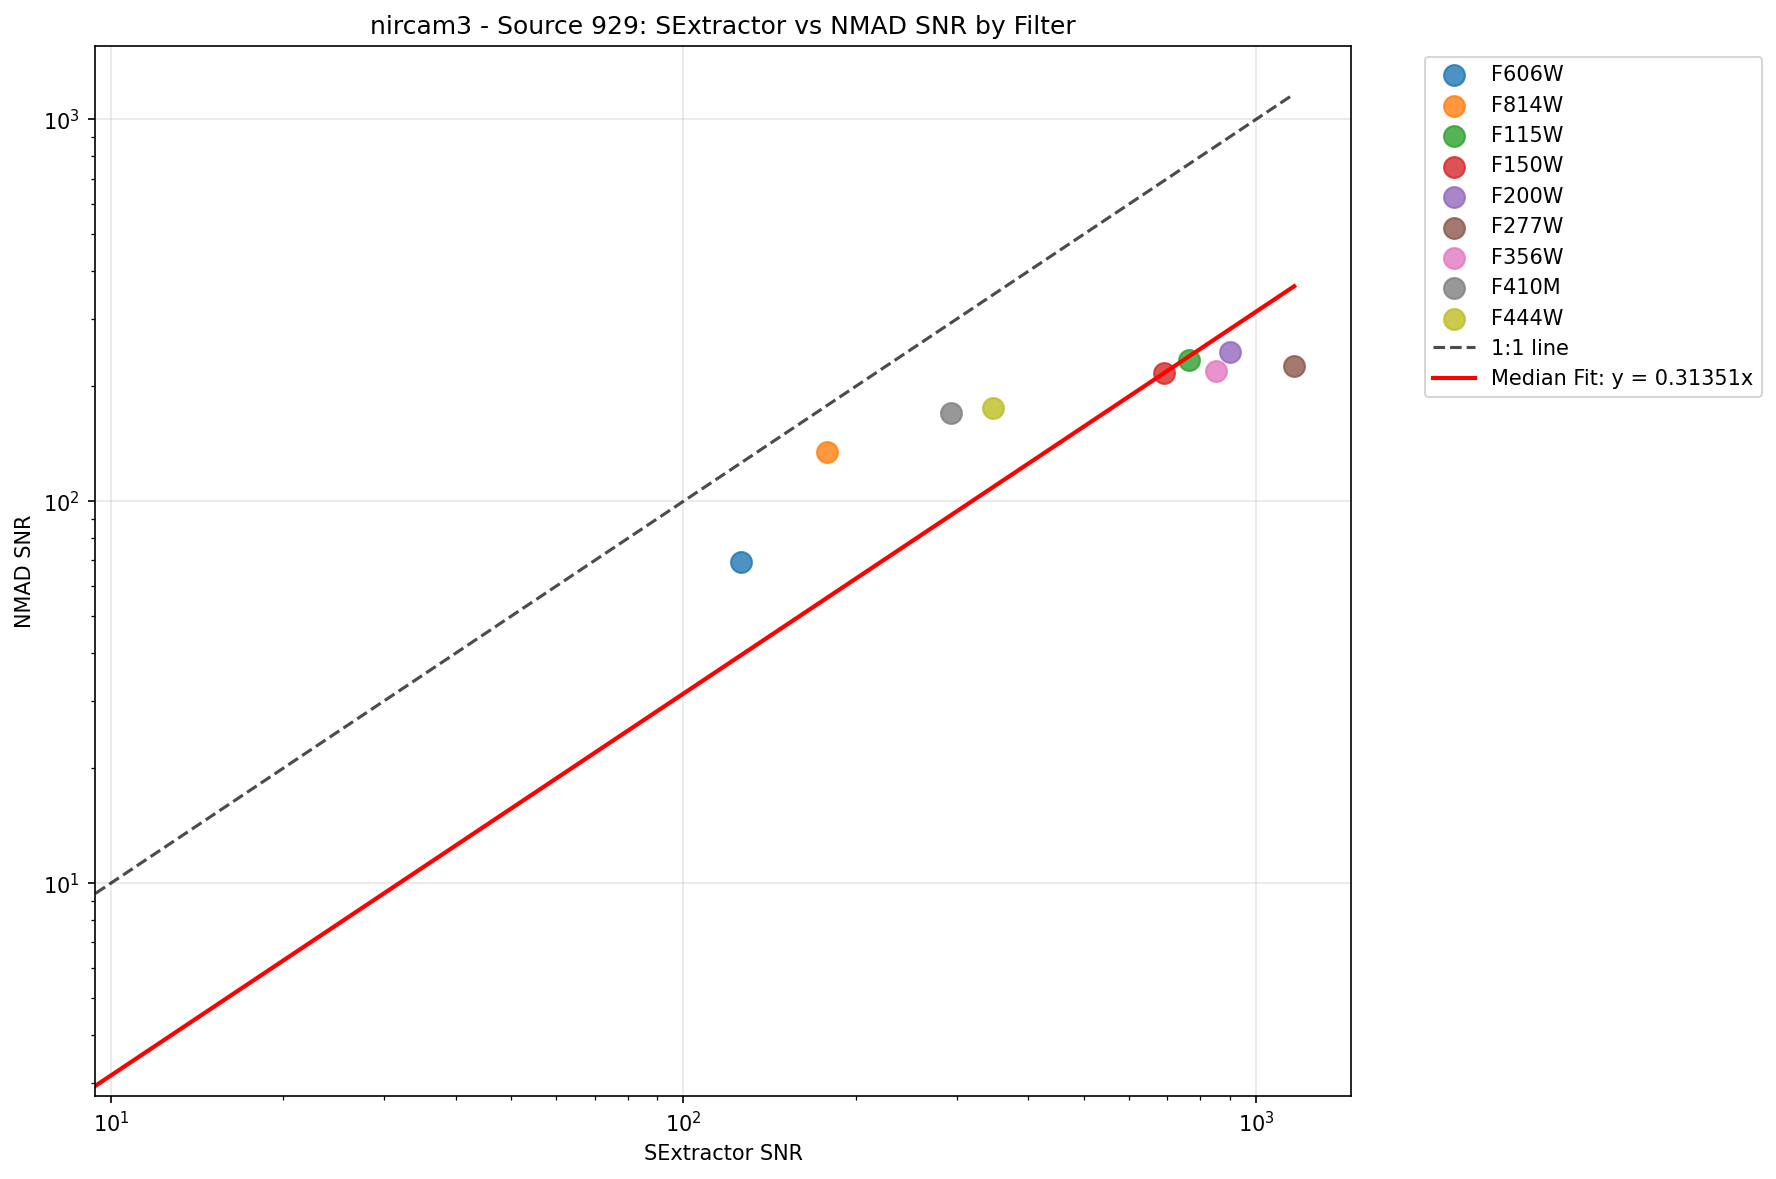 nircam3 - Source 929: SExtractor vs NMAD SNR by Filter
NMAD SNR
10³
10²
10¹
10¹ 10² 10³
SExtractor SNR
F606W
F814W
F115W
F150W
F200W
F277W
F356W
F410M
F444W
1:1 line
Median Fit: y = 0.31351x